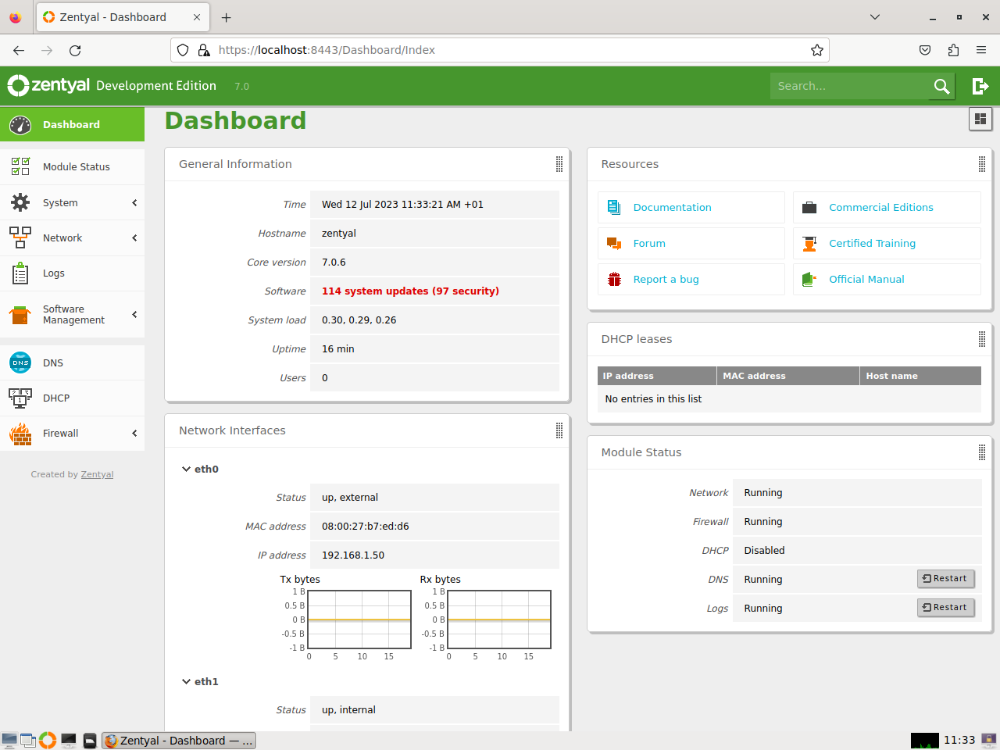 Zentyal - Dashboard
https://localhost:8443/Dashboard/Index
zentyal Development Edition 7.0
Search...
Dashboard
Module Status
System
Network
Logs
Software
Management
DNS
DHCP
Firewall
Created by Zentyal
Dashboard
General Information
Time Wed 12 Jul 2023 11:33:21 AM +01
Hostname zentyal
Core version 7.0.6
Software 114 system updates (97 security)
System load 0.30, 0.29, 0.26
Uptime 16 min
Users 0
Network Interfaces
eth0
Status up, external
MAC address 08:00:27:b7:ed:d6
IP address 192.168.1.50
Tx bytes
1 B
0.5 B
0 B
-0.5 B
-1 B
0 5 10 15
Rx bytes
1 B
0.5 B
0 B
-0.5 B
-1 B
0 5 10 15
eth1
Status up, internal
Resources
Documentation
Commercial Editions
Forum
Certified Training
Report a bug
Official Manual
DHCP leases
IP address MAC address Host name
No entries in this list
Module Status
Network Running
Firewall Running
DHCP Disabled
DNS Running Restart
Logs Running Restart
Zentyal - Dashboard — ...
11:33